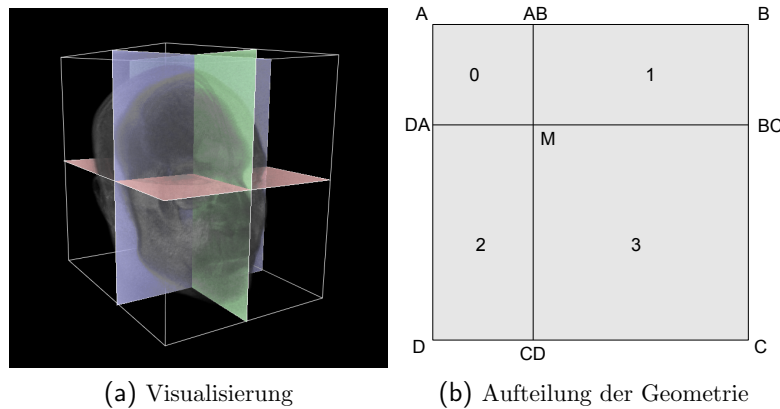 A AB B
0 1
DA BC
M
2 3
D CD C
(a) Visualisierung (b) Aufteilung der Geometrie